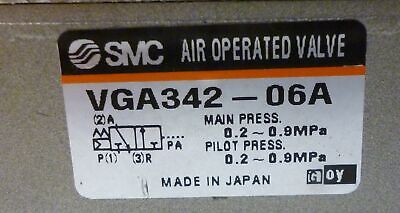 SMC AIR OPERATED VALVE
VGA342-06A
(2)A
MAIN PRESS.
0.2~0.9MPa
PA
PILOT PRESS.
P(1) (3)R
0.2~0.9MPa
MADE IN JAPAN
G oy